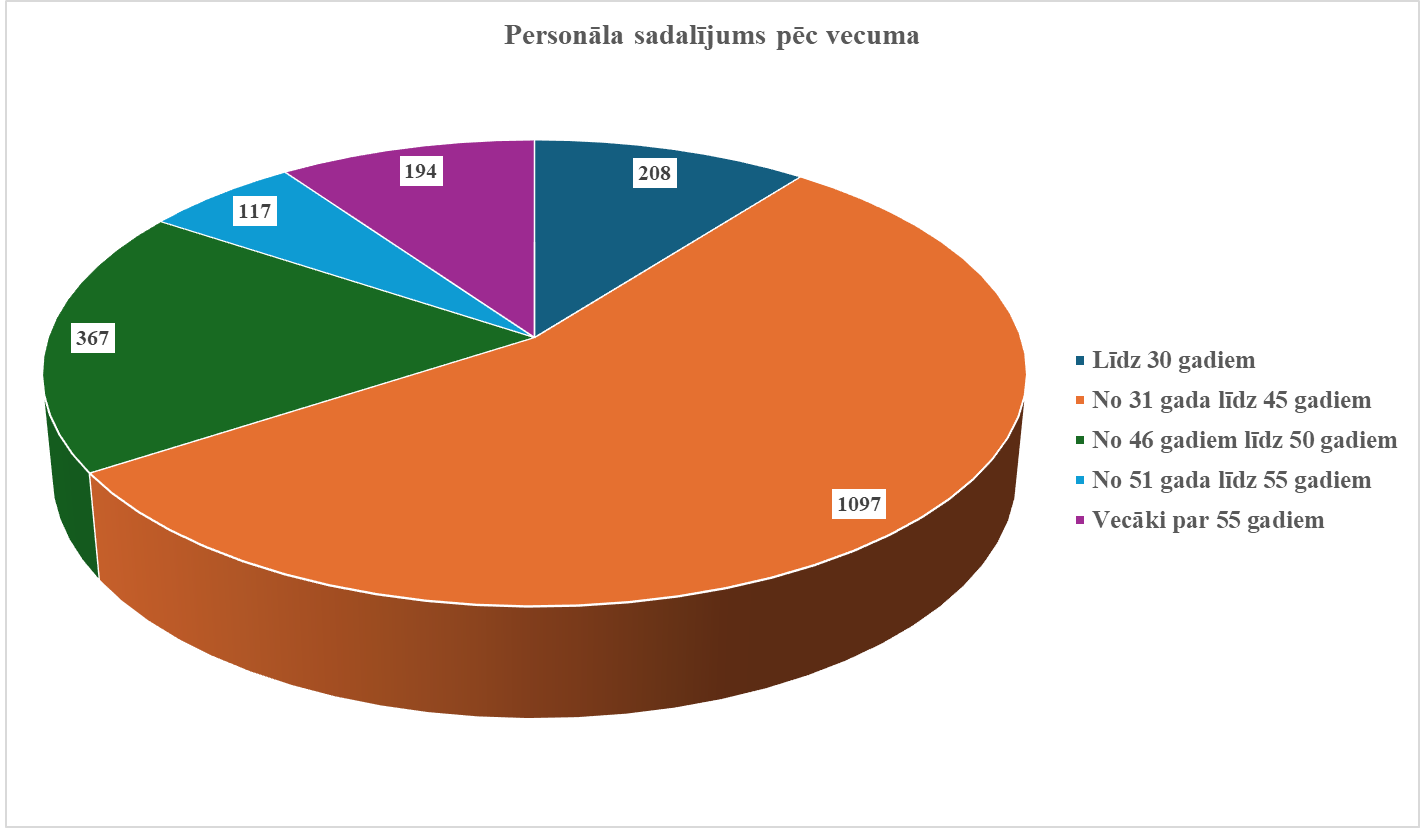 Personāla sadalījums pēc vecuma
194
208
117
367
1097
Līdz 30 gadiem
No 31 gada līdz 45 gadiem
No 46 gadiem līdz 50 gadiem
No 51 gada līdz 55 gadiem
Vecāki par 55 gadiem